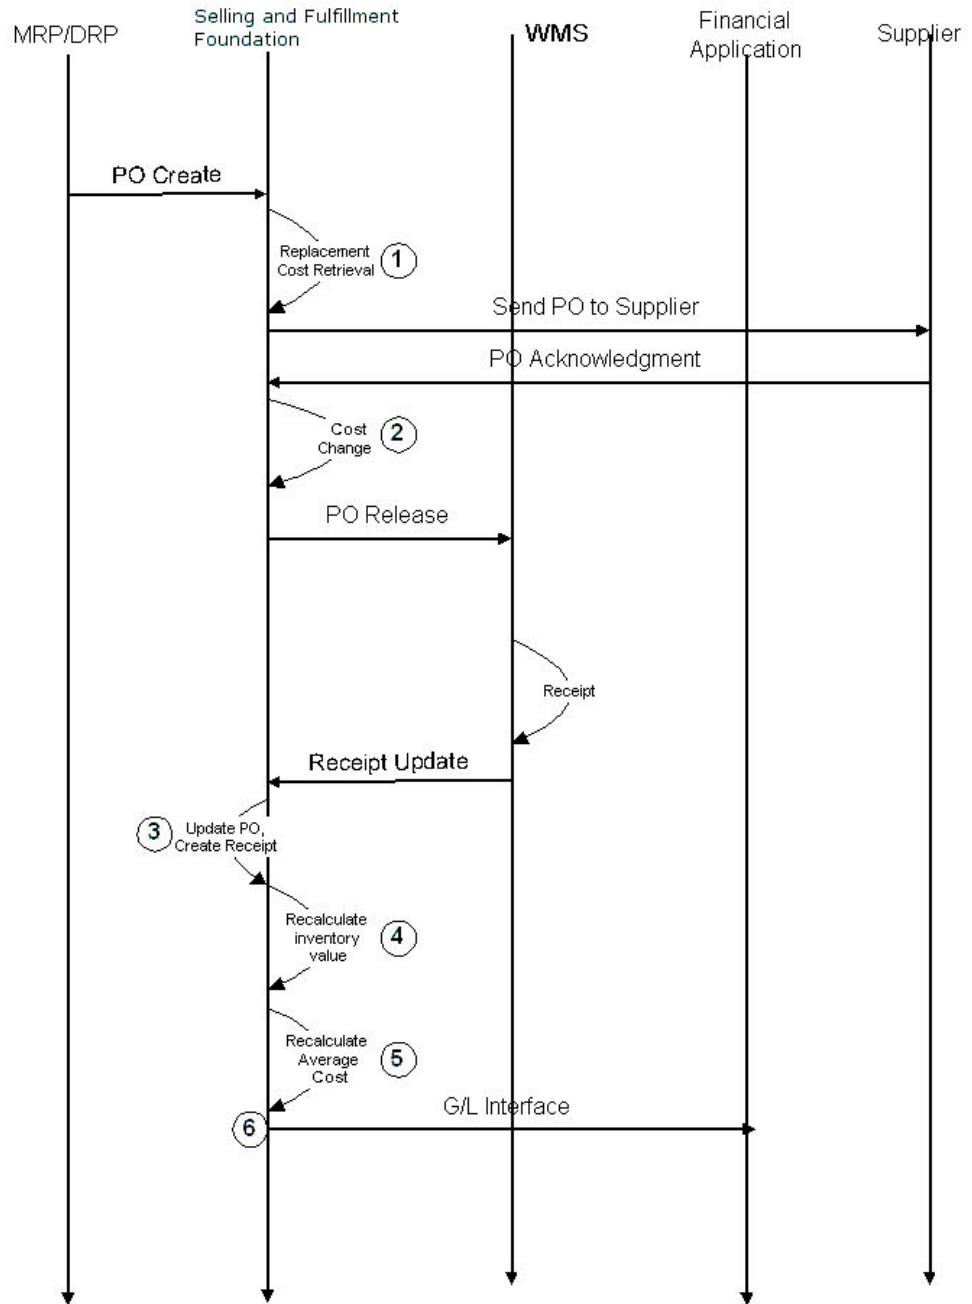 MRP/DRP
Selling and Fulfillment
Foundation
WMS
Financial
Application
Supplier
PO Create
Replacement
Cost Retrieval
1
Send PO to Supplier
PO Acknowledgment
Cost
Change
2
PO Release
Receipt
Receipt Update
3
Update PO,
Create Receipt
Recalculate
inventory
value
4
Recalculate
Average
Cost
5
G/L Interface
6